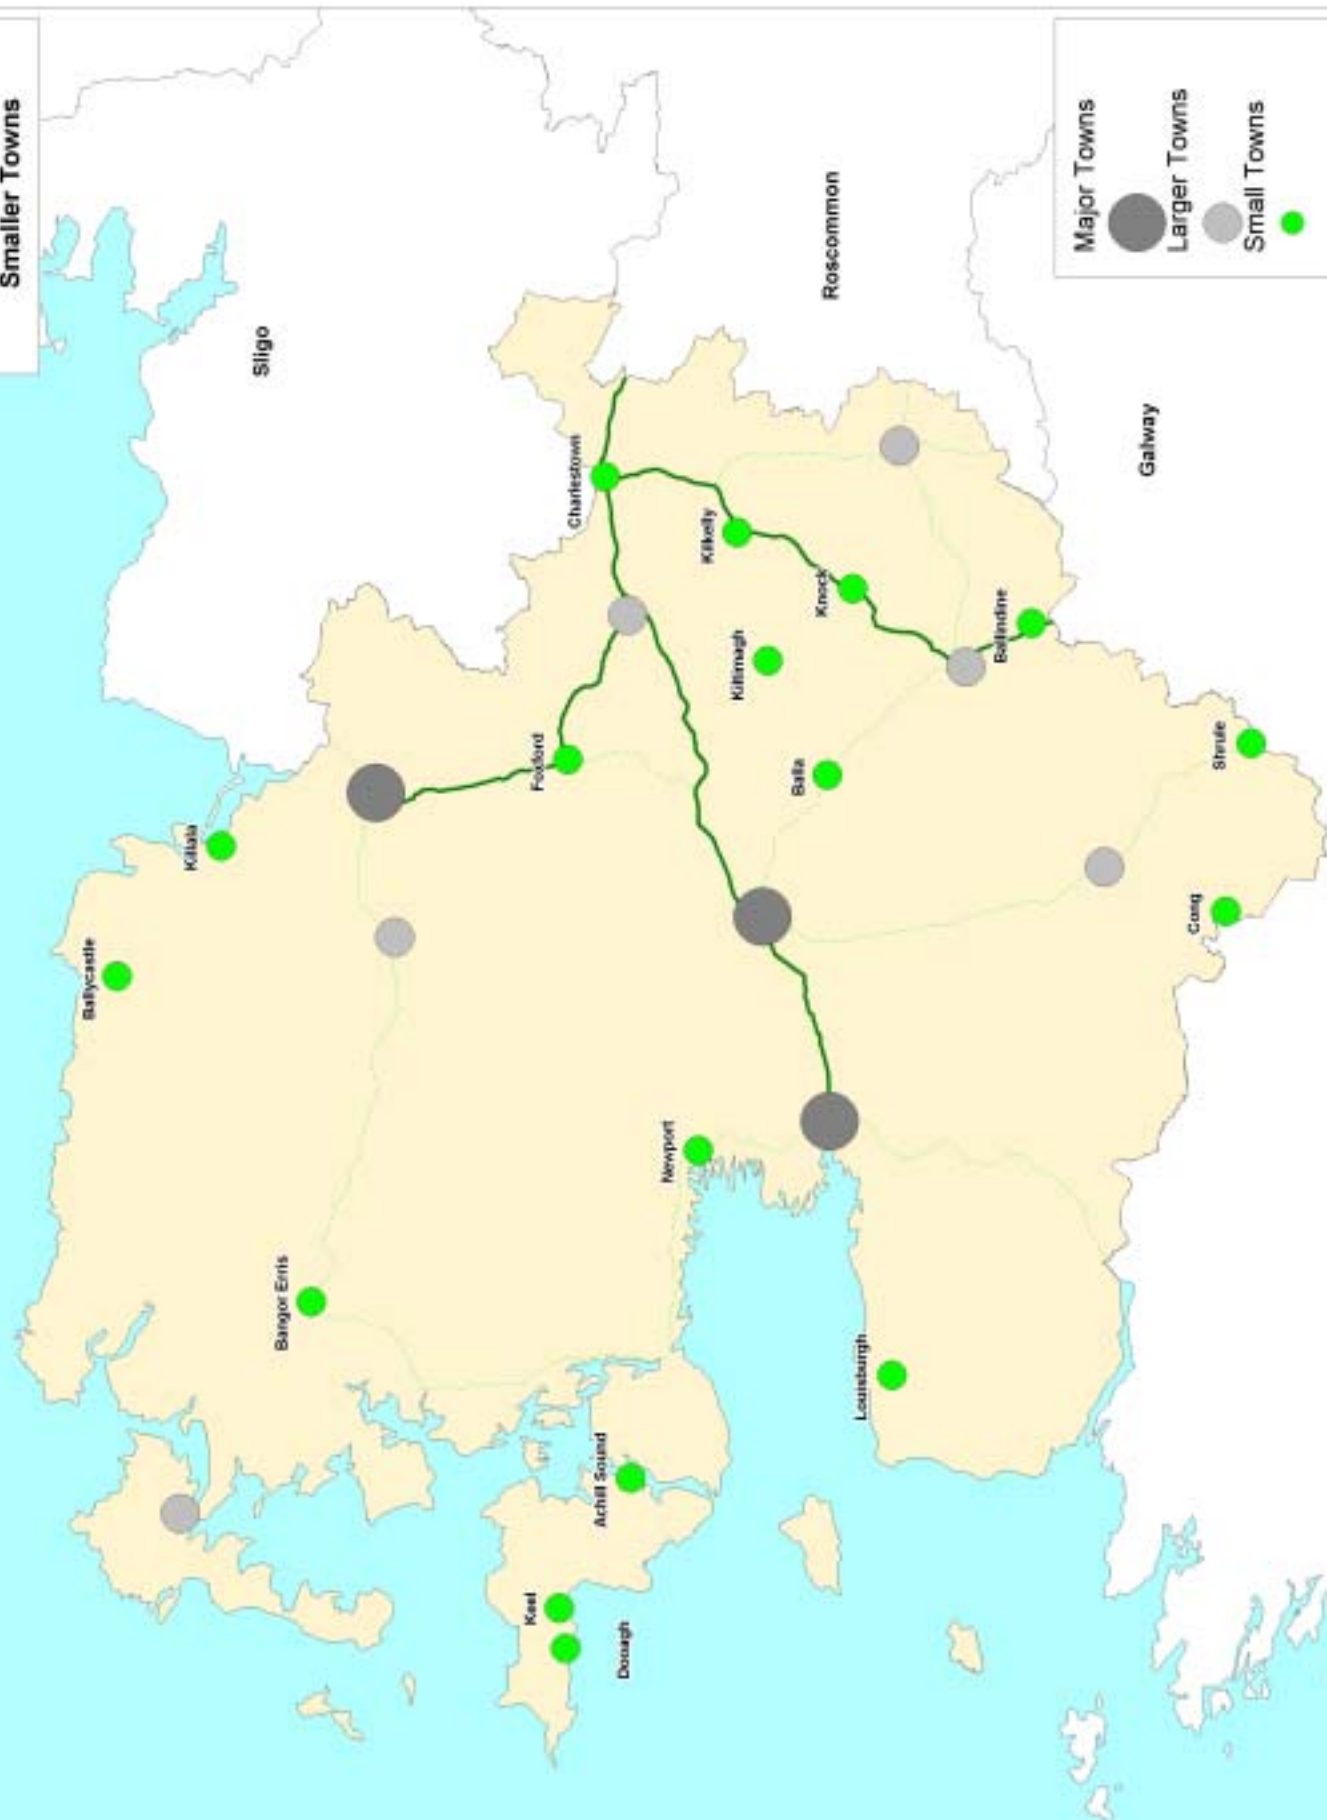 Smaller Towns
Sligo
Roscommon
Galway
Major Towns
Larger Towns
Small Towns
Ballycastle
Killala
Bangor Erris
Foxford
Charlestown
Kilkelly
Knock
Kiltimagh
Balla
Ballindine
Shrule
Cong
Newport
Louisburgh
Achill Sound
Keel
Dooagh